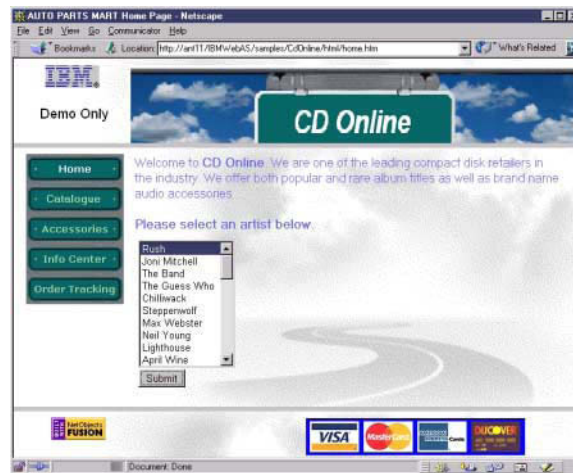 AUTO PARTS MART Home Page - Netscape
File Edit View Go Communicator Help
Bookmarks Location: http://ant11/IBMWebAS/samples/CdOnline/html/home.htm What's Related
IBM
Demo Only
CD Online
Home
Catalogue
Accessories
Info Center
Order Tracking
Welcome to CD Online. We are one of the leading compact disk retailers in
the industry. We offer both popular and rare album titles as well as brand name
audio accessories.
Please select an artist below.
Rush
Joni Mitchell
The Band
The Guess Who
Chilliwack
Steppenwolf
Max Webster
Neil Young
Lighthouse
April Wine
Submit
NetObjects
FUSION
VISA
MasterCard
Cards
DISCOVER
Document: Done